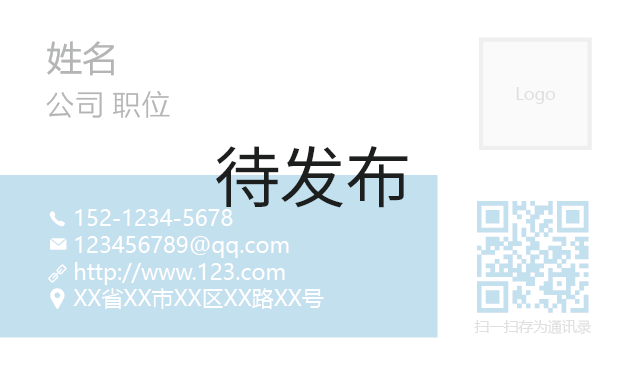 姓名
公司 职位
Logo
待发布
152-1234-5678
123456789@qq.com
http://www.123.com
XX省XX市XX区XX路XX号
扫一扫存为通讯录